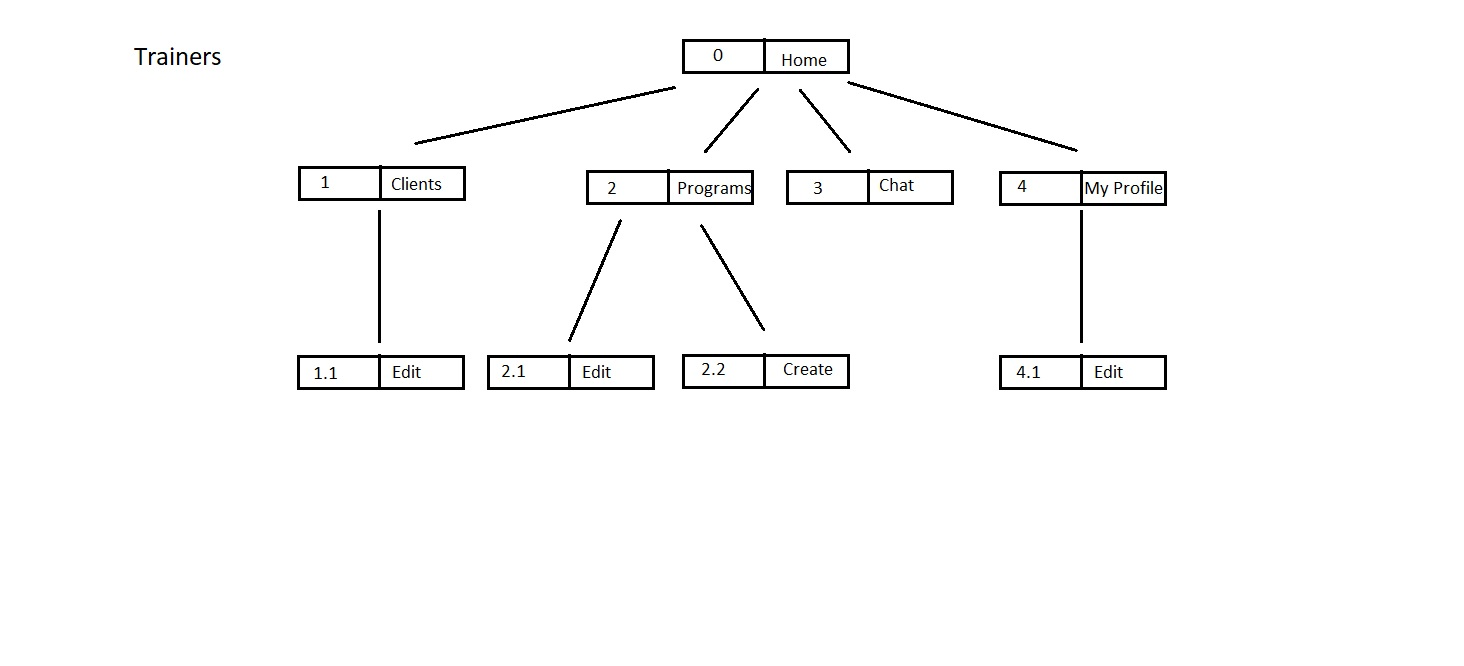 Trainers
0 Home
1 Clients
2 Programs
3 Chat
4 My Profile
1.1 Edit
2.1 Edit
2.2 Create
4.1 Edit